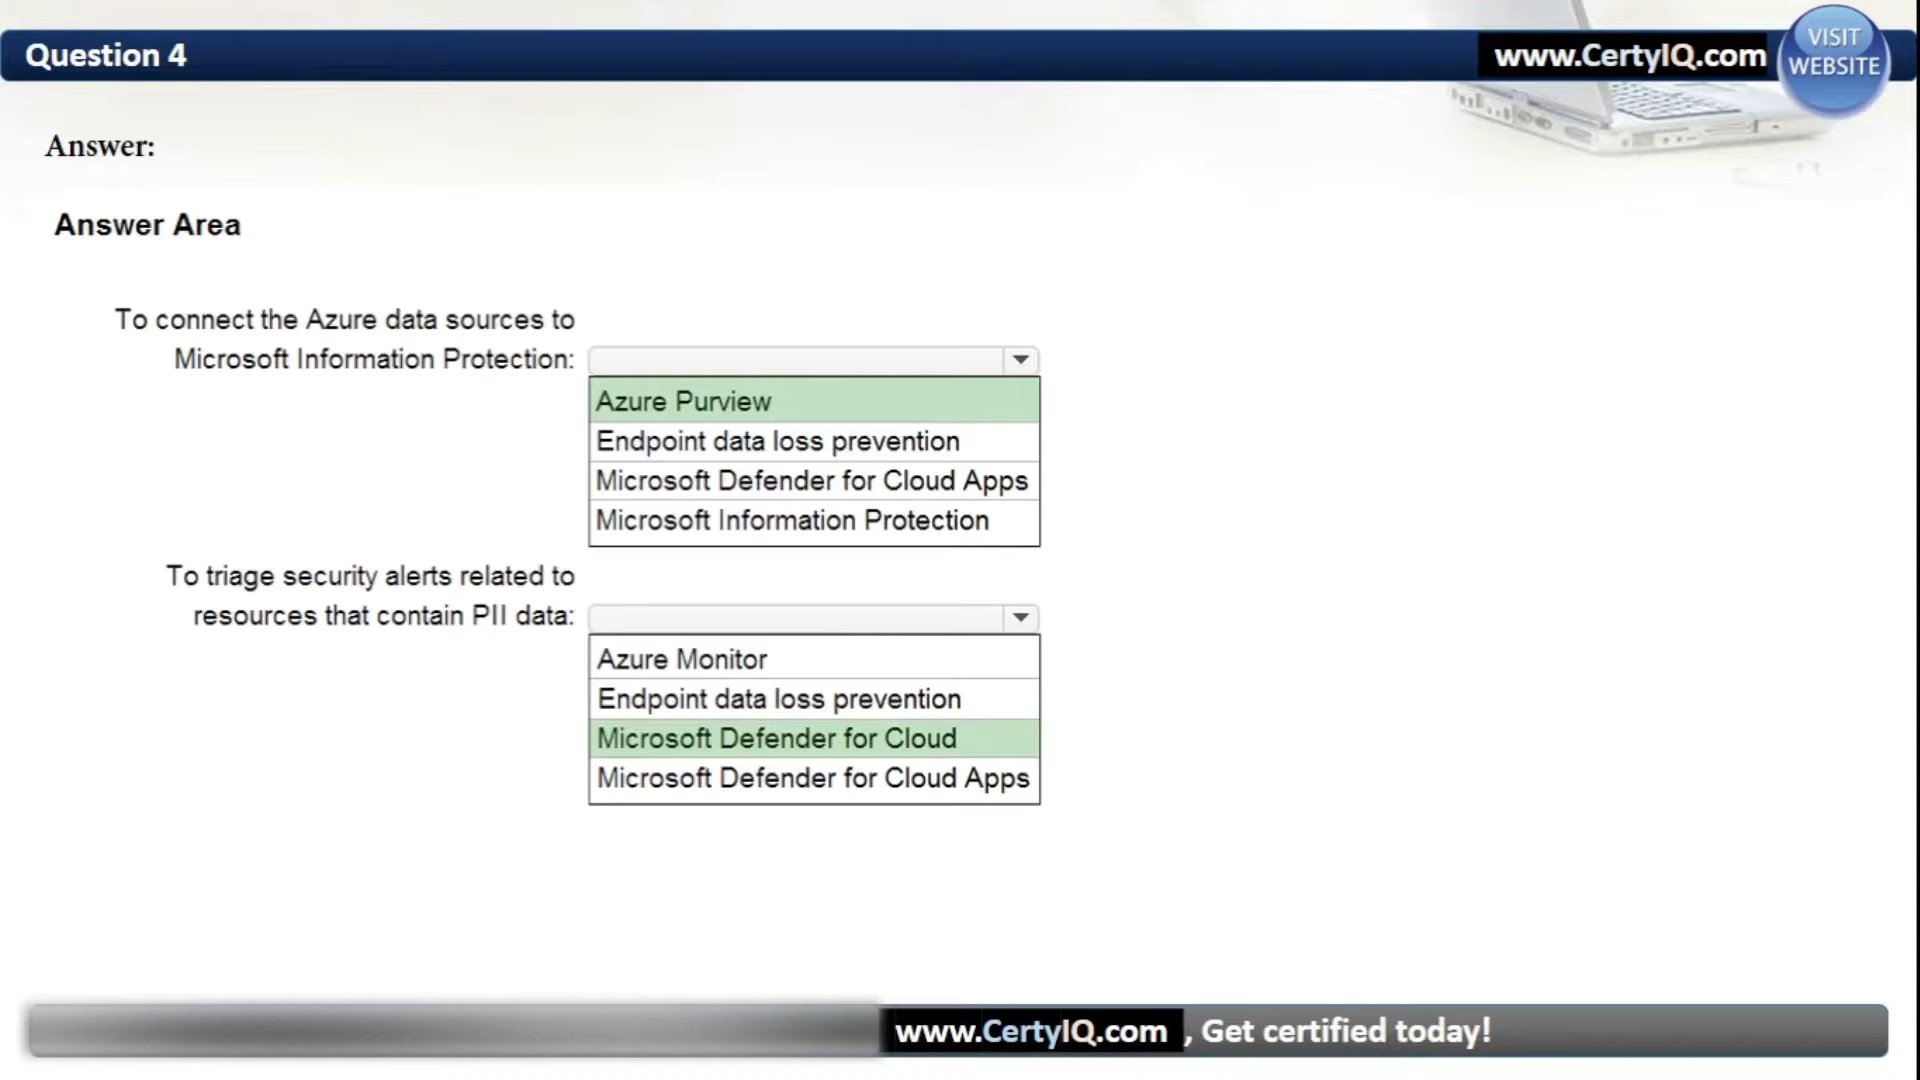 Question 4
www.CertyIQ.com
VISIT
WEBSITE
Answer:
Answer Area
To connect the Azure data sources to
Microsoft Information Protection:
Azure Purview
Endpoint data loss prevention
Microsoft Defender for Cloud Apps
Microsoft Information Protection
To triage security alerts related to
resources that contain PII data:
Azure Monitor
Endpoint data loss prevention
Microsoft Defender for Cloud
Microsoft Defender for Cloud Apps
www.CertyIQ.com , Get certified today!